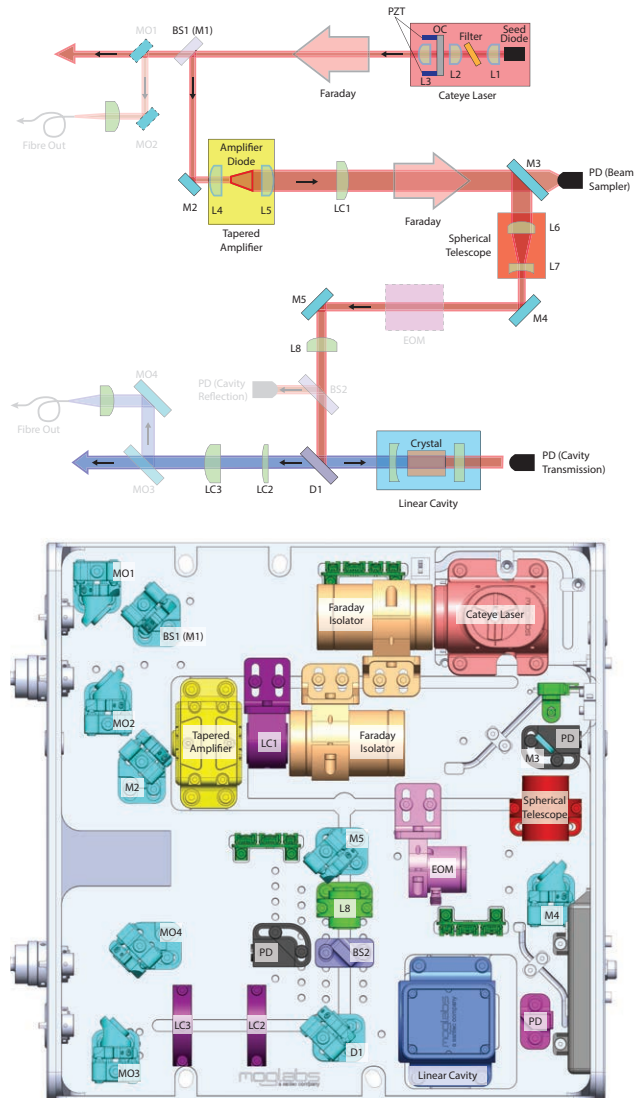 MO1
BS1 (M1)
PZT
OC
Filter
Seed
Diode
L3
L2
L1
Cateye Laser
Faraday
Fibre Out
MO2
Amplifier
Diode
M2
L4
L5
Tapered
Amplifier
LC1
Faraday
M3
PD (Beam
Sampler)
L6
Spherical
Telescope
L7
M5
EOM
M4
L8
PD (Cavity
Reflection)
BS2
MO4
Fibre Out
MO3
LC3
LC2
D1
Crystal
Linear Cavity
PD (Cavity
Transmission)
MO1
BS1 (M1)
Faraday
Isolator
Cateye Laser
moglabs
MO2
M2
Tapered
Amplifier
LC1
Faraday
Isolator
M3
PD
Spherical
Telescope
M5
EOM
L8
M4
MO4
PD
BS2
LC3
LC2
D1
PD
MO3
moglabs
Linear Cavity